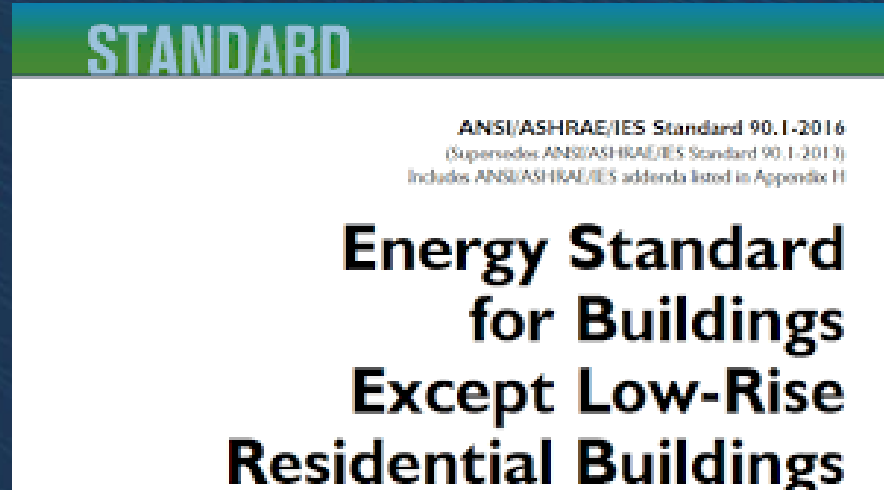 STANDARD
ANSI/ASHRAE/IES Standard 90.1-2016
(Supersedes ANSI/ASHRAE/IES Standard 90.1-2013)
Includes ANSI/ASHRAE/IES addenda listed in Appendix H
Energy Standard
for Buildings
Except Low-Rise
Residential Buildings